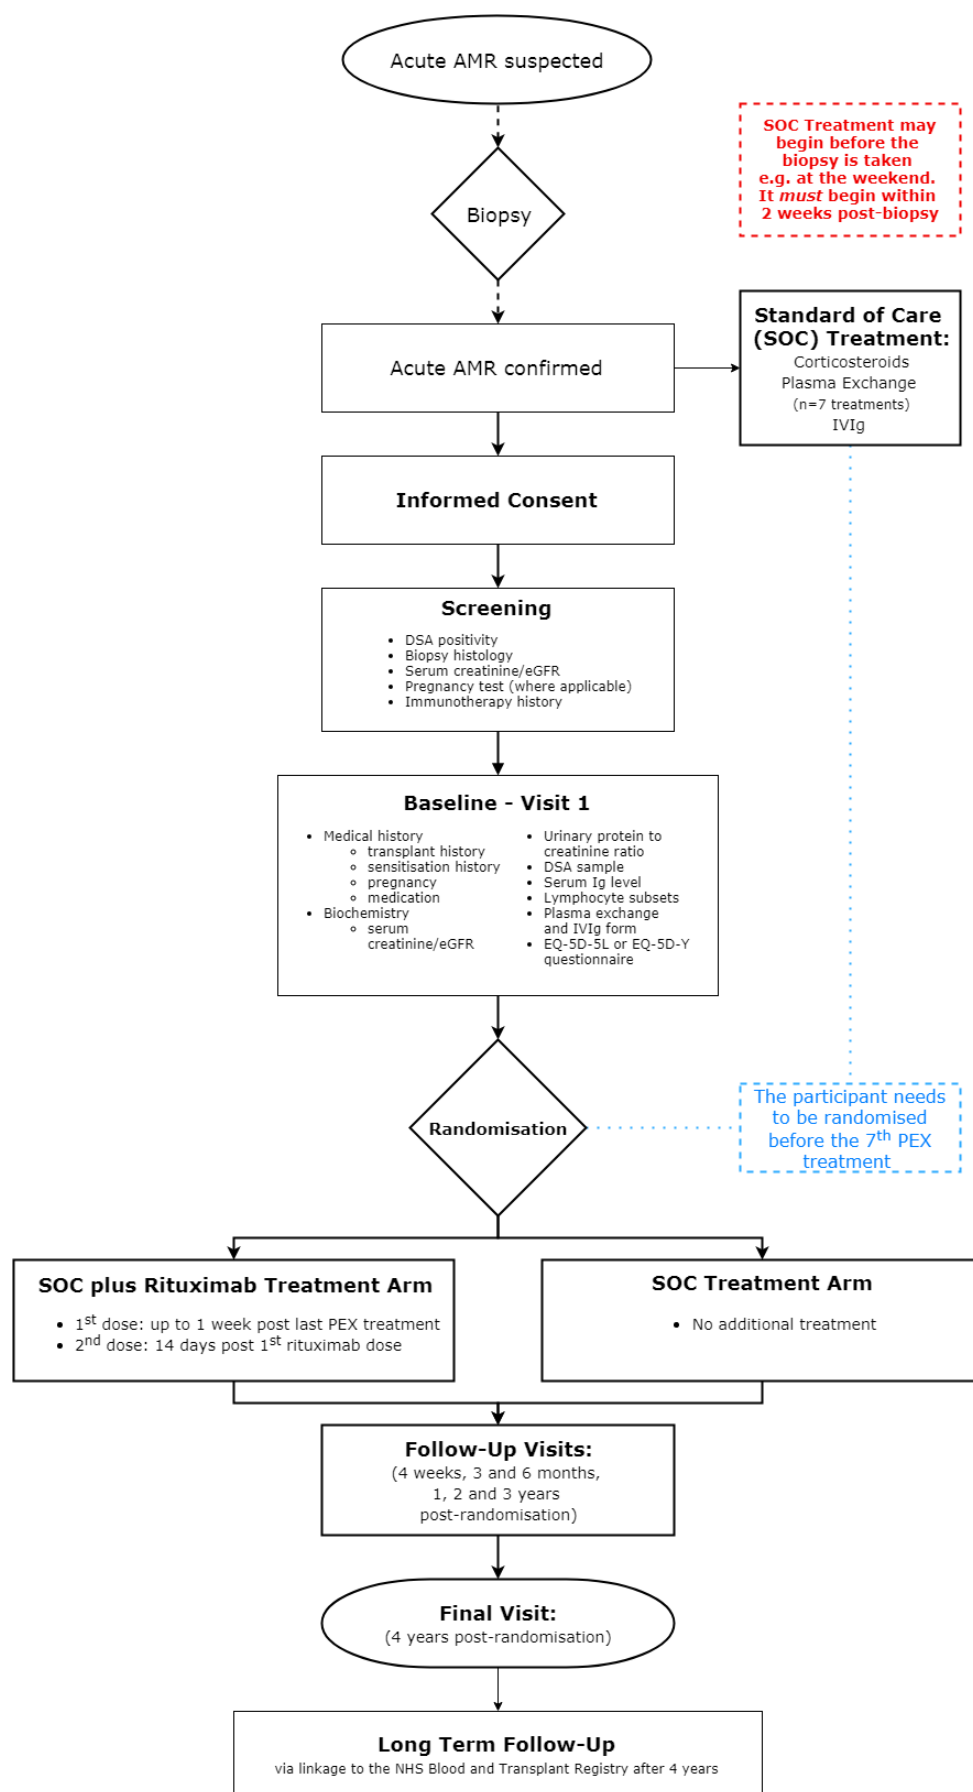 Acute AMR suspected
SOC Treatment may
begin before the
biopsy is taken
e.g. at the weekend.
It must begin within
2 weeks post-biopsy
Biopsy
Acute AMR confirmed
Standard of Care
(SOC) Treatment:
Corticosteroids
Plasma Exchange
(n=7 treatments)
IVIg
Informed Consent
Screening
• DSA positivity
• Biopsy histology
• Serum creatinine/eGFR
• Pregnancy test (where applicable)
• Immunotherapy history
Baseline - Visit 1
• Medical history
◦ transplant history
◦ sensitisation history
◦ pregnancy
◦ medication
• Biochemistry
◦ serum
creatinine/eGFR
• Urinary protein to
creatinine ratio
• DSA sample
• Serum Ig level
• Lymphocyte subsets
• Plasma exchange
and IVIg form
• EQ-5D-5L or EQ-5D-Y
questionnaire
Randomisation
The participant needs
to be randomised
before the 7th PEX
treatment
SOC plus Rituximab Treatment Arm
• 1st dose: up to 1 week post last PEX treatment
• 2nd dose: 14 days post 1st rituximab dose
SOC Treatment Arm
• No additional treatment
Follow-Up Visits:
(4 weeks, 3 and 6 months,
1, 2 and 3 years
post-randomisation)
Final Visit:
(4 years post-randomisation)
Long Term Follow-Up
via linkage to the NHS Blood and Transplant Registry after 4 years